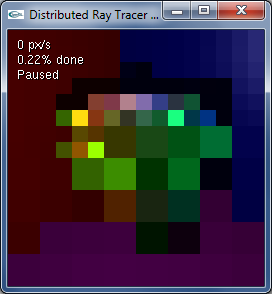 Distributed Ray Tracer ...
0 px/s
0.22% done
Paused